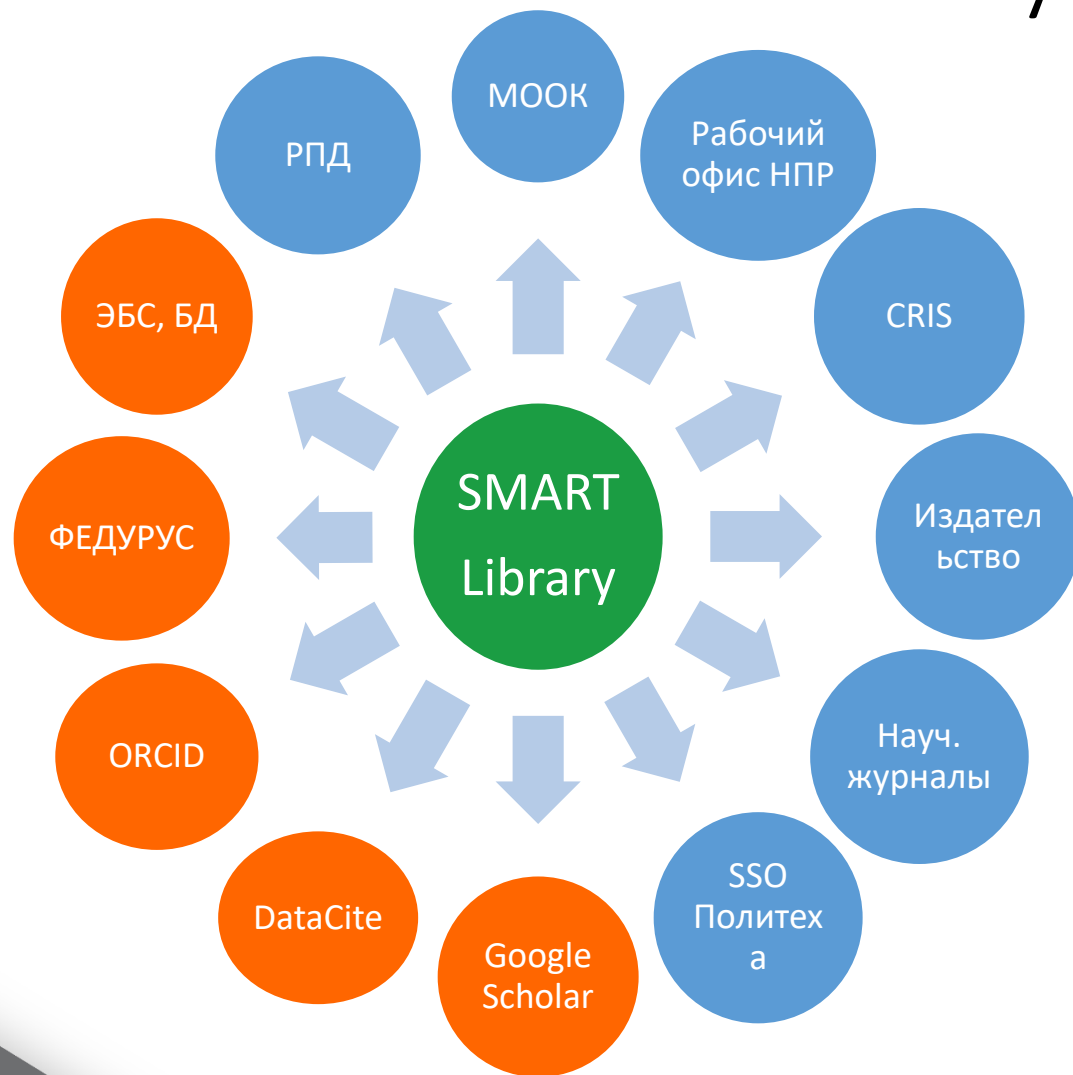 МООК
Рабочий
офис НПР
РПД
CRIS
ЭБС, БД
SMART
Library
Издател
ьство
ФЕДУРУС
Науч.
журналы
ORCID
SSO
Политех
а
DataCite
Google
Scholar